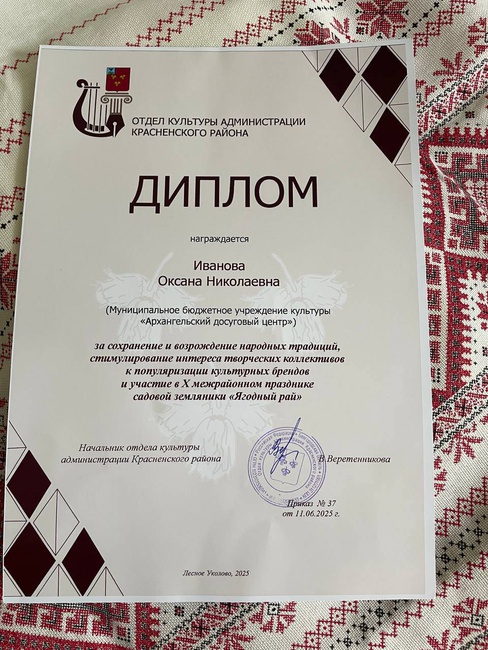 ОТДЕЛ КУЛЬТУРЫ АДМИНИСТРАЦИИ
КРАСНЕНСКОГО РАЙОНА
ДИПЛОМ
награждается
Иванова
Оксана Николаевна
(Муниципальное бюджетное учреждение культуры
«Архангельский досуговый центр»)
за сохранение и возрождение народных традиций,
стимулирование интереса творческих коллективов
к популяризации культурных брендов
и участие в X межрайонном празднике
садовой земляники «Ягодный рай»
Начальник отдела культуры
администрации Красненского района
В.Веретенникова
Приказ № 37
от 11.06.2025 г.
Лесное Уколово, 2025